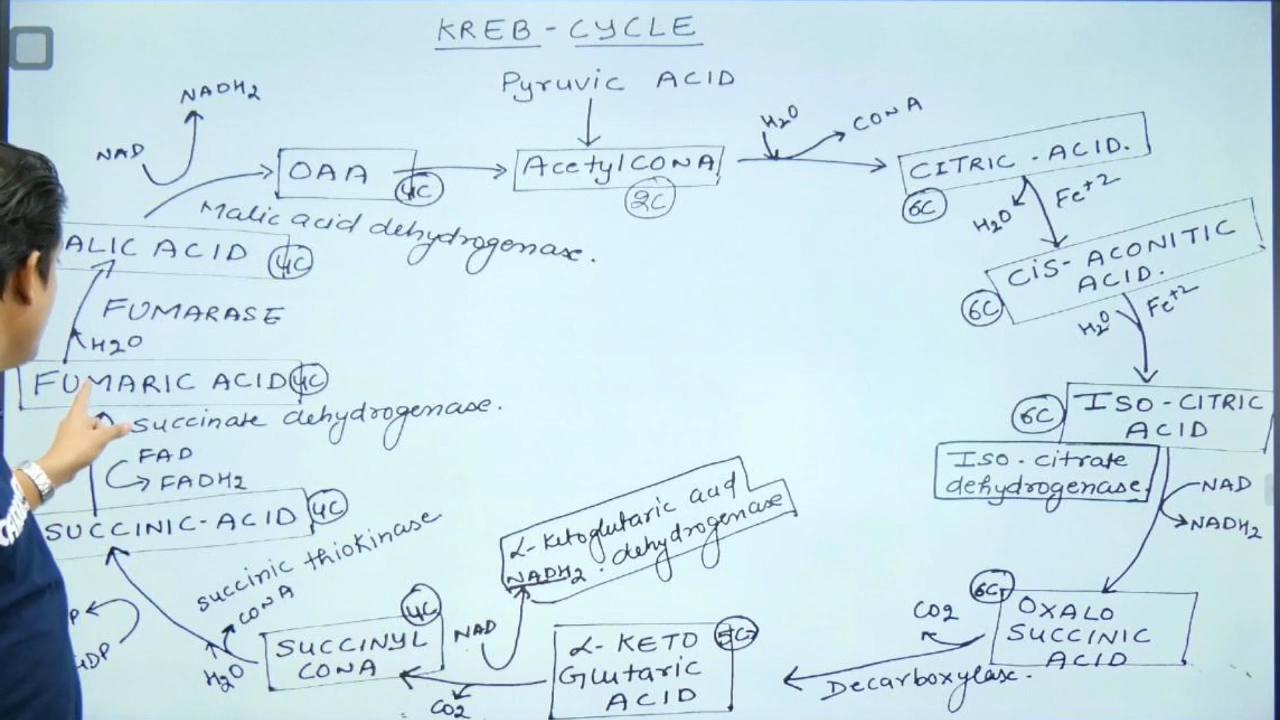 KREB - CYCLE
Pyruvic ACID
NADH2
NAD
OAA
4C
Acetyl CONA
2C
H2O
CONA
CITRIC - ACID.
6C
H2O
Fe+2
Malic acid dehydrogenase.
ALIC ACID
4C
CiS - ACONITIC
ACID.
6C
H2O
Fe+2
FUMARASE
H2O
FUMARIC ACID
4C
Succinate dehydrogenase.
FAD
FADH2
ISO - CITRIC
ACID
6C
Iso - citrate
dehydrogenase.
NAD
NADH2
SUCCINIC - ACID
4C
succinic thiokinase
CONA
H2O
P
GDP
SUCCINYL
CONA
4C
α - Ketoglutaric acid
dehydrogenase
NADH2.
NAD
CO2
α - KETO
Glutaric
ACID
CO2
Decarboxylase.
6C
OXALO
SUCCINIC
ACID